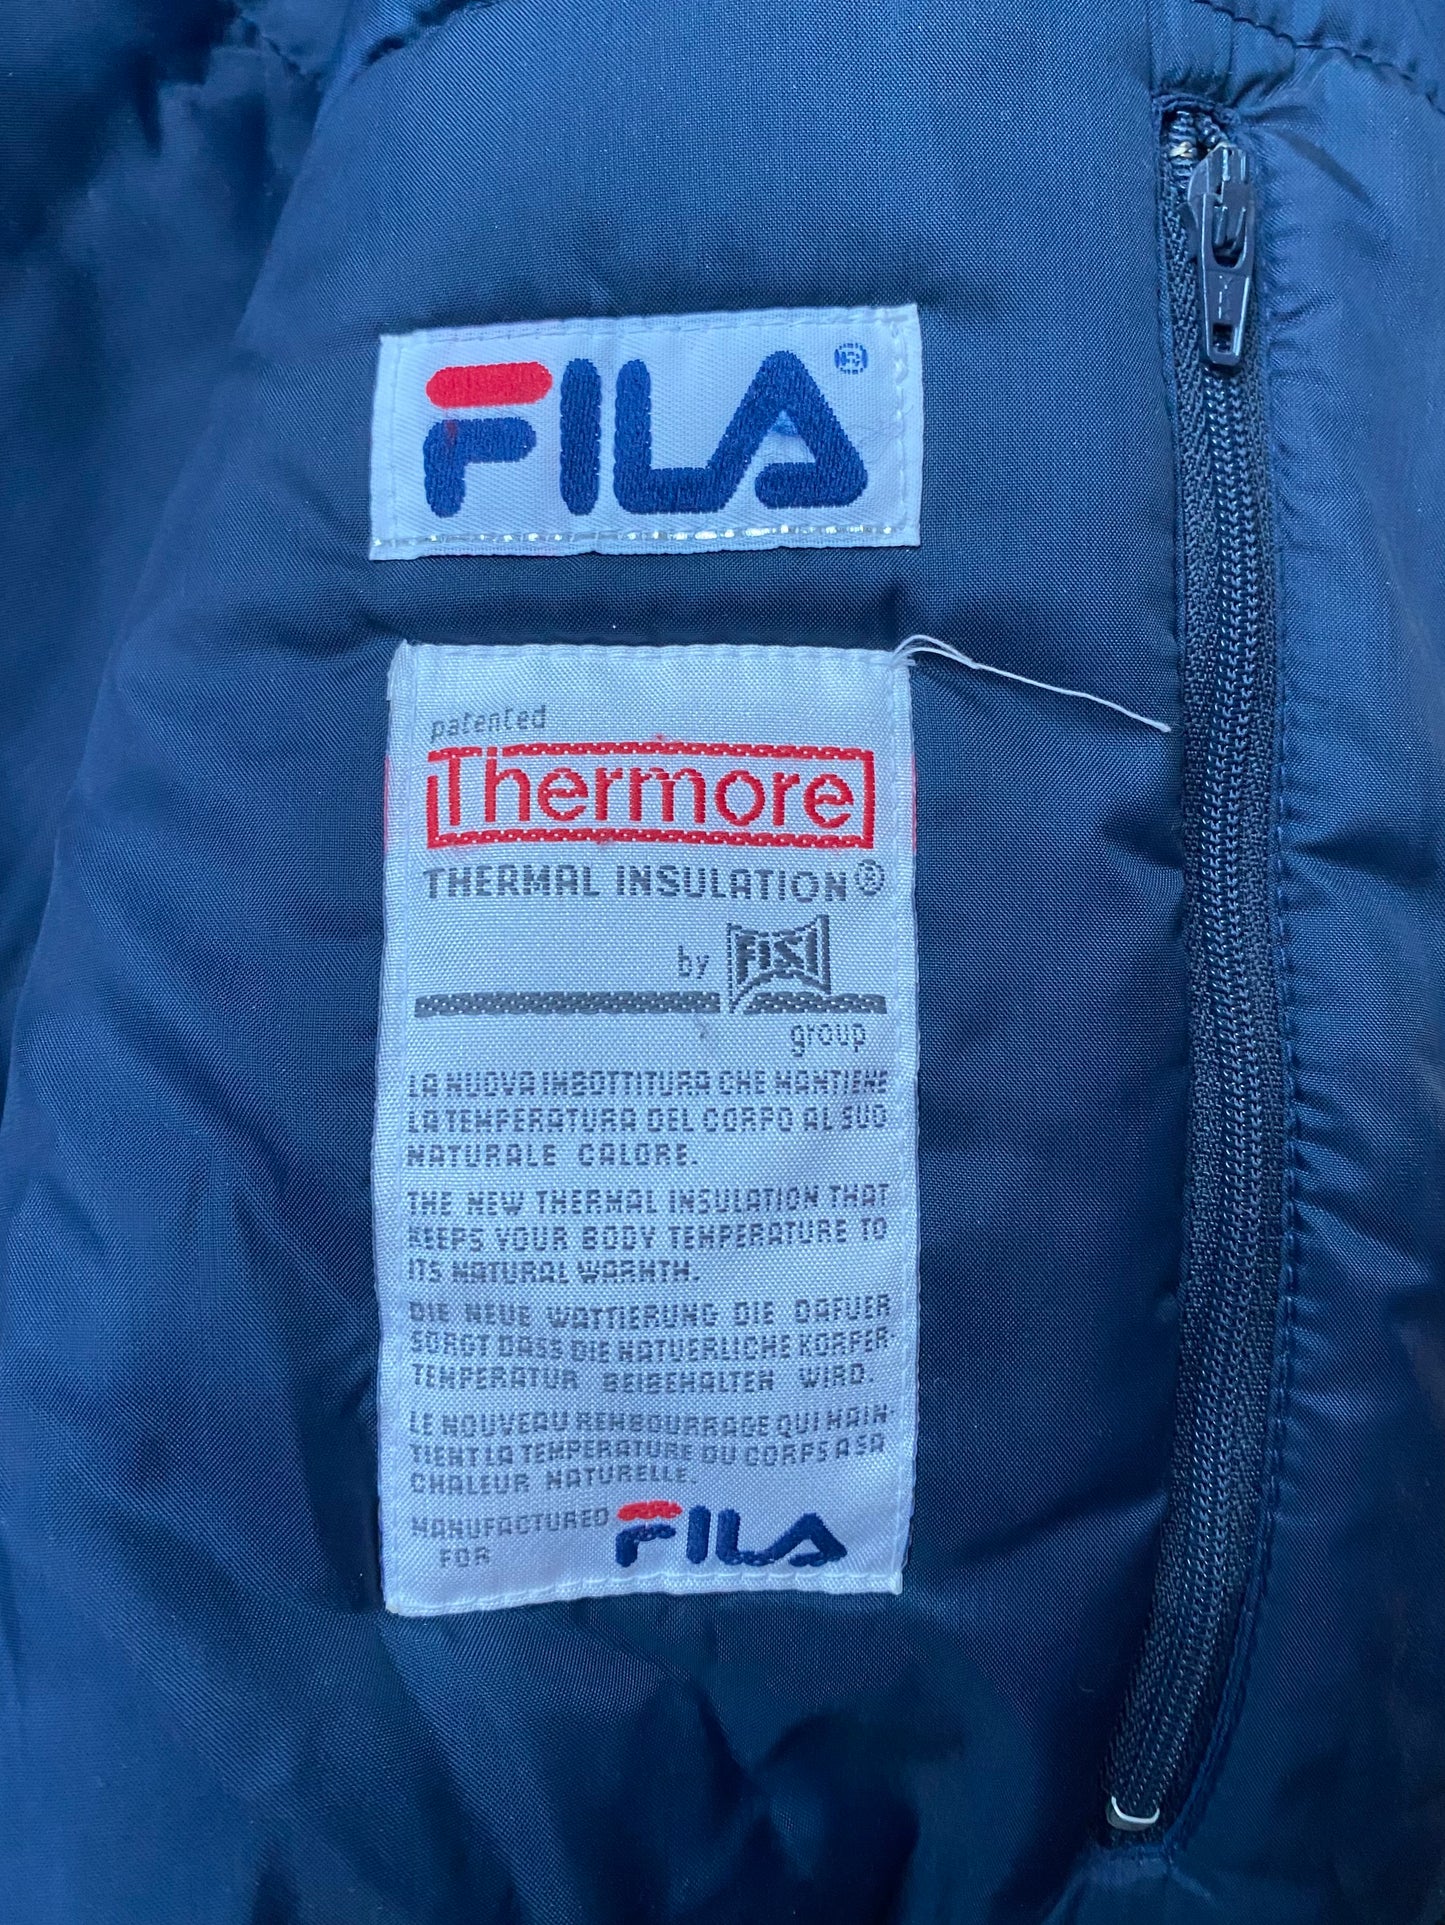 FILA®
patented
Thermore
THERMAL INSULATION®
by FISI
group
LA NUOVA IMBOTTITURA CHE MANTIENE
LA TEMPERATURA DEL CORPO AL SUO
NATURALE CALORE.
THE NEW THERMAL INSULATION THAT
KEEPS YOUR BODY TEMPERATURE TO
ITS NATURAL WARMTH.
DIE NEUE WATTIERUNG DIE DAFUER
SORGT DASS DIE NATUERLICHE KORPER-
TEMPERATUR BEIBEHALTEN WIRD.
LE NOUVEAU REMBOURRAGE QUI MAIN-
TIENT LA TEMPERATURE DU CORPS A SA
CHALEUR NATURELLE.
MANUFACTURED
FOR FILA